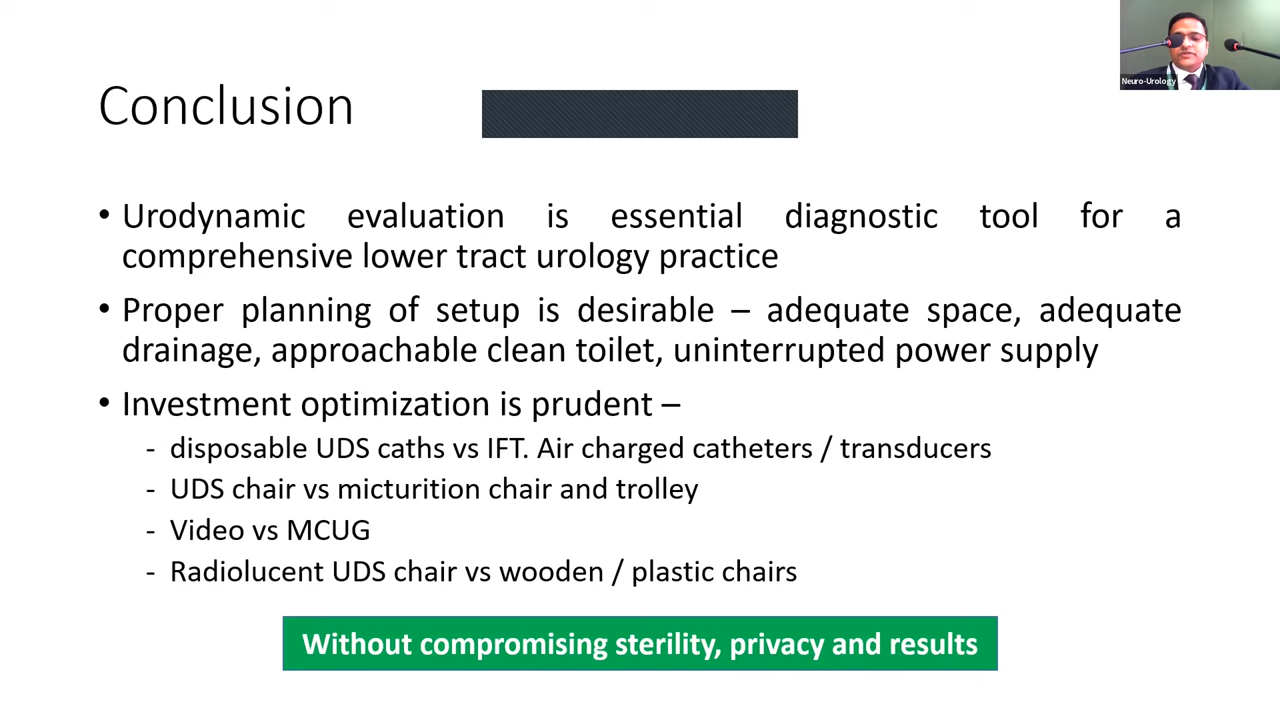 Neuro-Urology
Conclusion
• Urodynamic evaluation is essential diagnostic tool for a
comprehensive lower tract urology practice
• Proper planning of setup is desirable – adequate space, adequate
drainage, approachable clean toilet, uninterrupted power supply
• Investment optimization is prudent –
- disposable UDS caths vs IFT. Air charged catheters / transducers
- UDS chair vs micturition chair and trolley
- Video vs MCUG
- Radiolucent UDS chair vs wooden / plastic chairs
Without compromising sterility, privacy and results